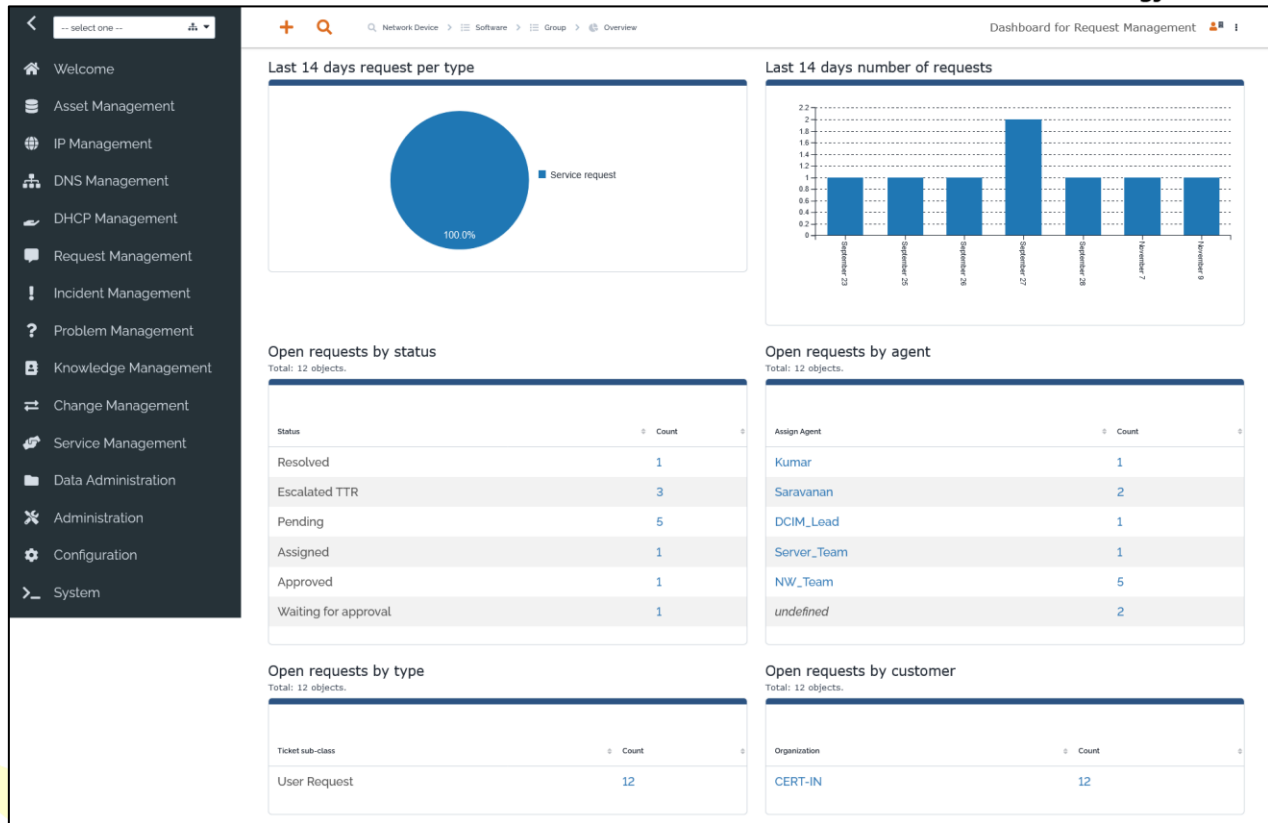 -- select one --
Network Device > Software > Group > Overview
Dashboard for Request Management
Welcome
Asset Management
IP Management
DNS Management
DHCP Management
Request Management
Incident Management
Problem Management
Knowledge Management
Change Management
Service Management
Data Administration
Administration
Configuration
System
Last 14 days request per type
100.0%
Service request
Last 14 days number of requests
2.2
2
1.8
1.6
1.4
1.2
1
0.8
0.6
0.4
0.2
0
September 23
September 25
September 26
September 27
September 28
November 7
November 9
Open requests by status
Total: 12 objects.
Status Count
Resolved 1
Escalated TTR 3
Pending 5
Assigned 1
Approved 1
Waiting for approval 1
Open requests by agent
Total: 12 objects.
Assign Agent Count
Kumar 1
Saravanan 2
DCIM_Lead 1
Server_Team 1
NW_Team 5
undefined 2
Open requests by type
Total: 12 objects.
Ticket sub-class Count
User Request 12
Open requests by customer
Total: 12 objects.
Organization Count
CERT-IN 12